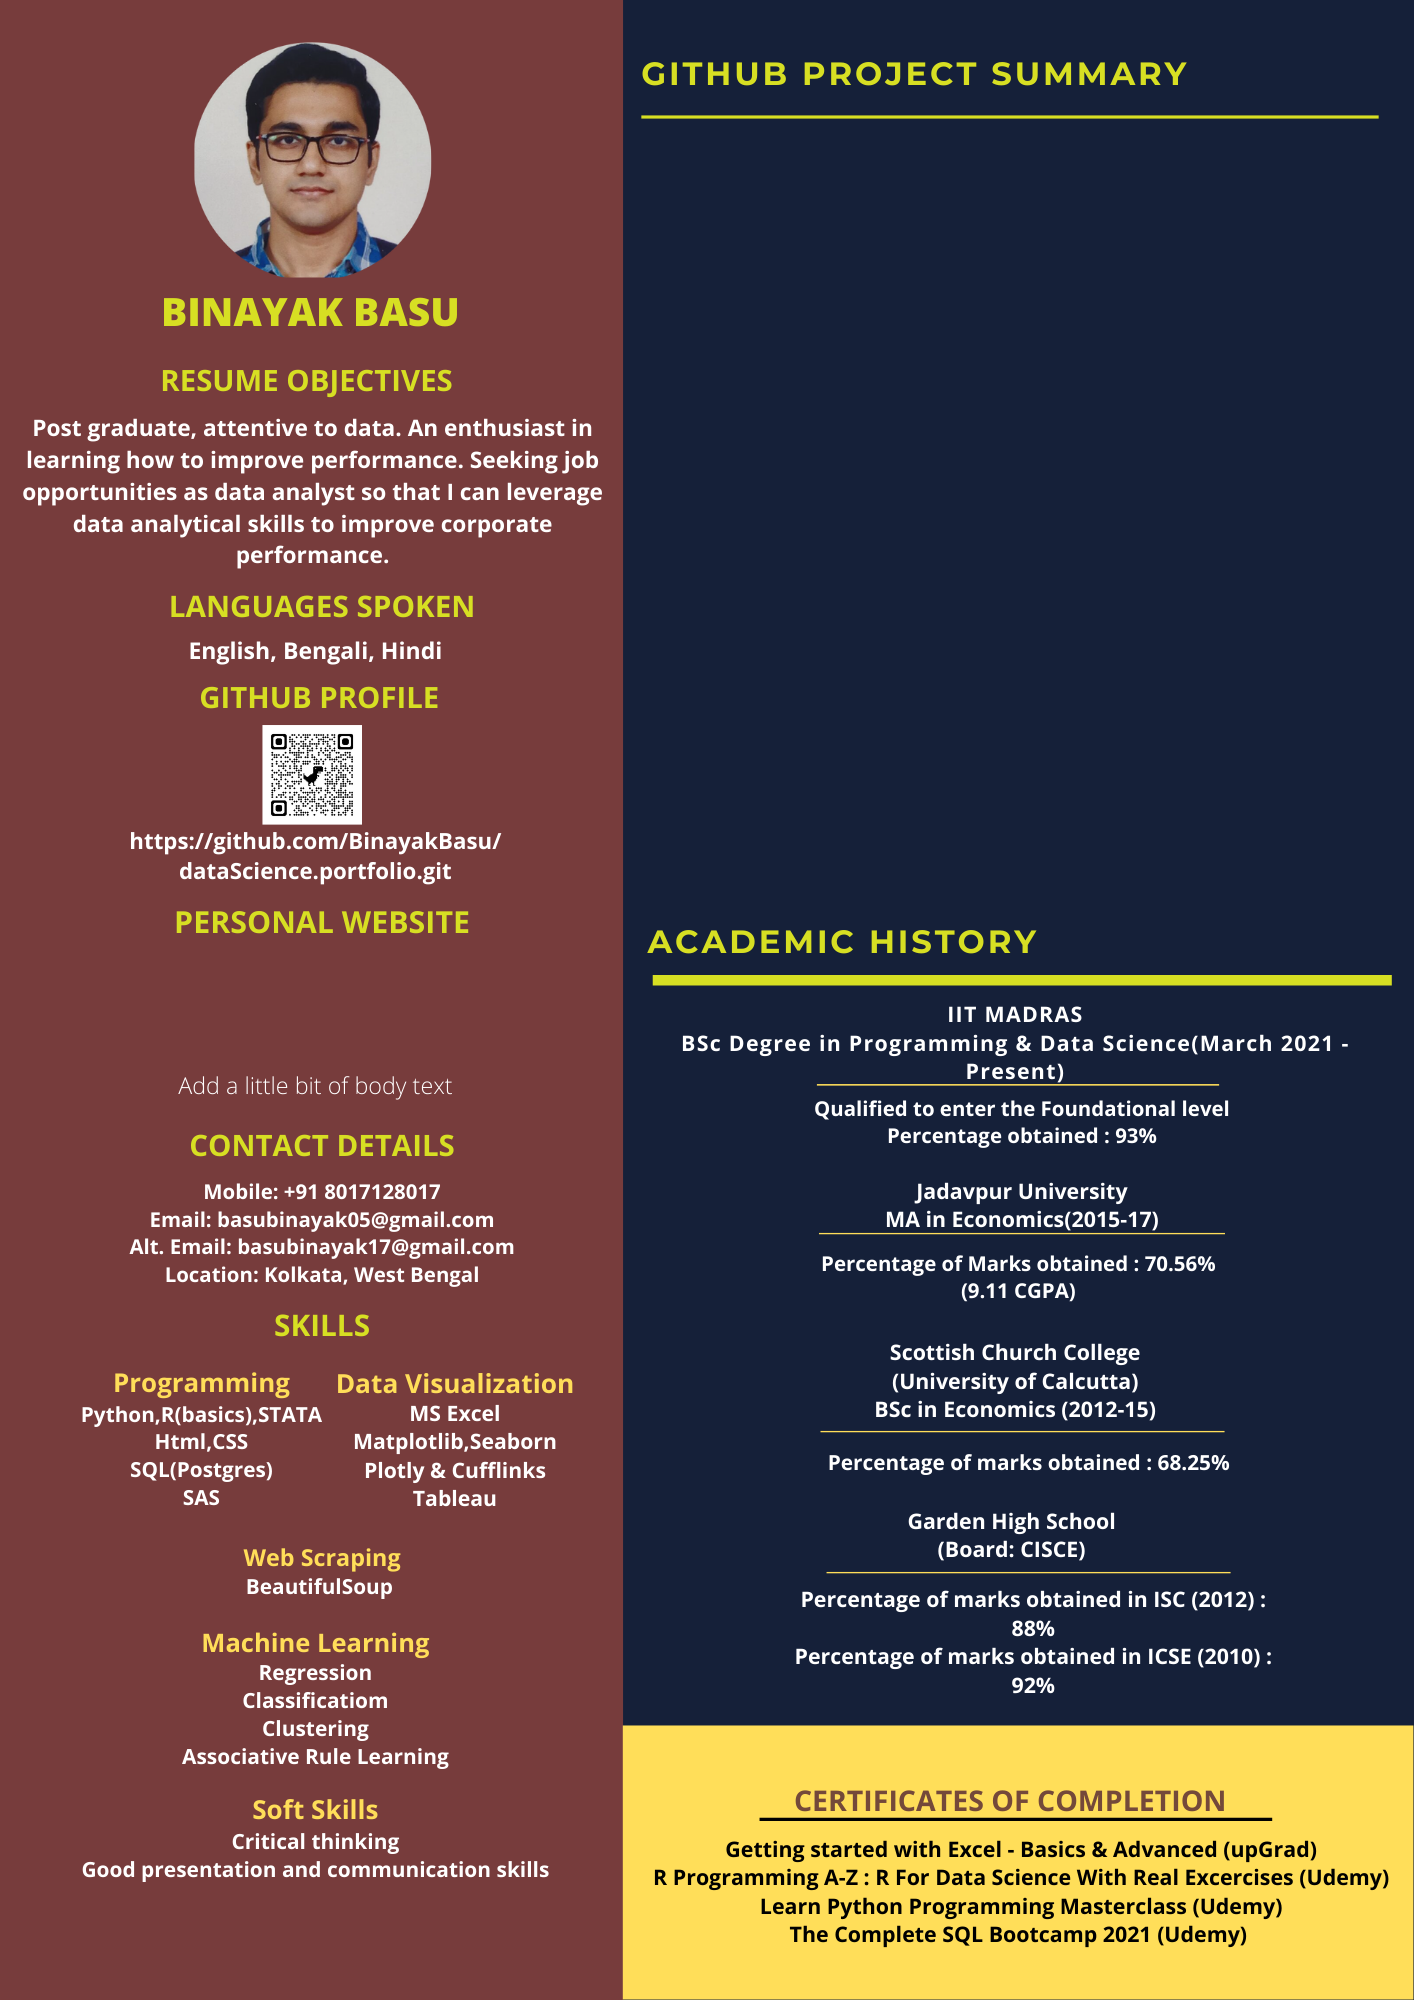 BINAYAK BASU
RESUME OBJECTIVES
Post graduate, attentive to data. An enthusiast in
learning how to improve performance. Seeking job
opportunities as data analyst so that I can leverage
data analytical skills to improve corporate
performance.
LANGUAGES SPOKEN
English, Bengali, Hindi
GITHUB PROFILE
https://github.com/BinayakBasu/
dataScience.portfolio.git
PERSONAL WEBSITE
Add a little bit of body text
CONTACT DETAILS
Mobile: +91 8017128017
Email: basubinayak05@gmail.com
Alt. Email: basubinayak17@gmail.com
Location: Kolkata, West Bengal
SKILLS
Programming
Python,R(basics),STATA
Html,CSS
SQL(Postgres)
SAS
Data Visualization
MS Excel
Matplotlib,Seaborn
Plotly & Cufflinks
Tableau
Web Scraping
BeautifulSoup
Machine Learning
Regression
Classificatiom
Clustering
Associative Rule Learning
Soft Skills
Critical thinking
Good presentation and communication skills
GITHUB PROJECT SUMMARY
ACADEMIC HISTORY
IIT MADRAS
BSc Degree in Programming & Data Science(March 2021 -
Present)
Qualified to enter the Foundational level
Percentage obtained : 93%
Jadavpur University
MA in Economics(2015-17)
Percentage of Marks obtained : 70.56%
(9.11 CGPA)
Scottish Church College
(University of Calcutta)
BSc in Economics (2012-15)
Percentage of marks obtained : 68.25%
Garden High School
(Board: CISCE)
Percentage of marks obtained in ISC (2012) :
88%
Percentage of marks obtained in ICSE (2010) :
92%
CERTIFICATES OF COMPLETION
Getting started with Excel - Basics & Advanced (upGrad)
R Programming A-Z : R For Data Science With Real Excercises (Udemy)
Learn Python Programming Masterclass (Udemy)
The Complete SQL Bootcamp 2021 (Udemy)